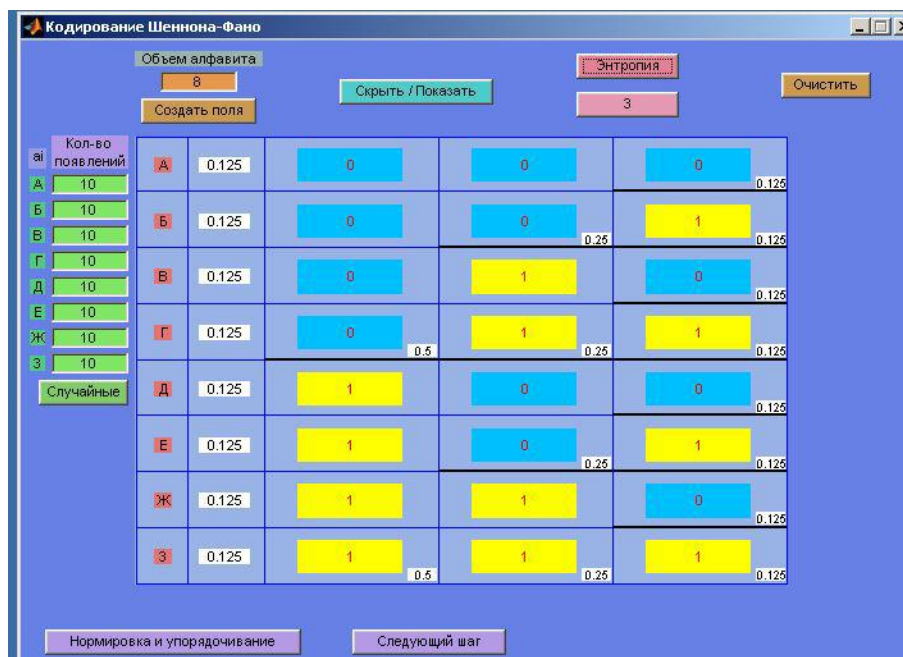 Кодирование Шеннона-Фано
Объем алфавита
8
Создать поля
Скрыть / Показать
Энтропия
3
Очистить
ai Кол-во появлений
А 10
Б 10
В 10
Г 10
Д 10
Е 10
Ж 10
З 10
Случайные
А 0.125 0 0 0 0.125
Б 0.125 0 0 0.25 1 0.125
В 0.125 0 1 0 0.125
Г 0.125 0 0.5 1 0.25 1 0.125
Д 0.125 1 0 0 0.125
Е 0.125 1 0 0.25 1 0.125
Ж 0.125 1 1 0 0.125
З 0.125 1 0.5 1 0.25 1 0.125
Нормировка и упорядочивание
Следующий шаг